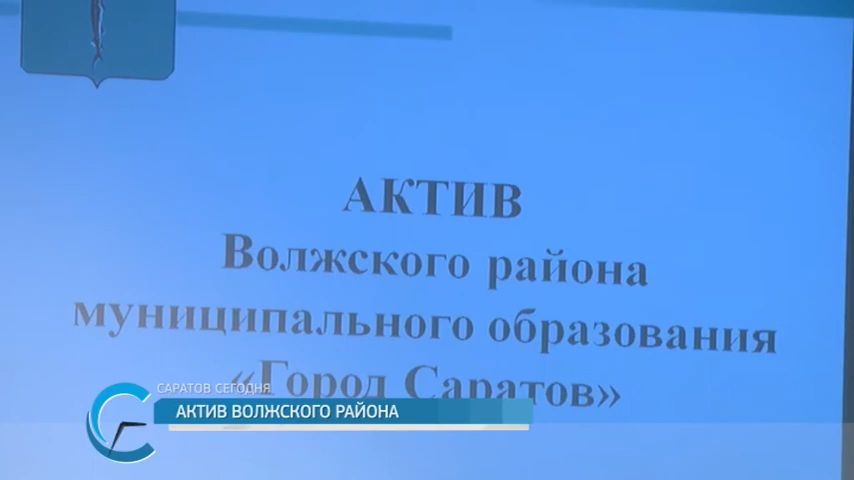 АКТИВ
Волжского района
муниципального образования
«Город Саратов»
САРАТОВ СЕГОДНЯ
АКТИВ ВОЛЖСКОГО РАЙОНА